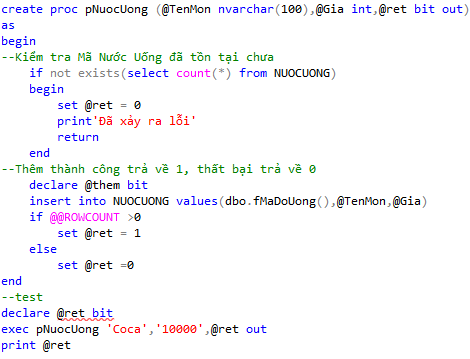 create proc pNuocUong (@TenMon nvarchar(100),@Gia int,@ret bit out)
as
begin
--Kiểm tra Mã Nước Uống đã tồn tại chưa
    if not exists(select count(*) from NUOCUONG)
    begin
        set @ret = 0
        print'Đã xảy ra lỗi'
        return
    end
--Thêm thành công trả về 1, thất bại trả về 0
    declare @them bit
    insert into NUOCUONG values(dbo.fMaDoUong(),@TenMon,@Gia)
    if @@ROWCOUNT >0
        set @ret = 1
    else
        set @ret =0
end
--test
declare @ret bit
exec pNuocUong 'Coca','10000',@ret out
print @ret